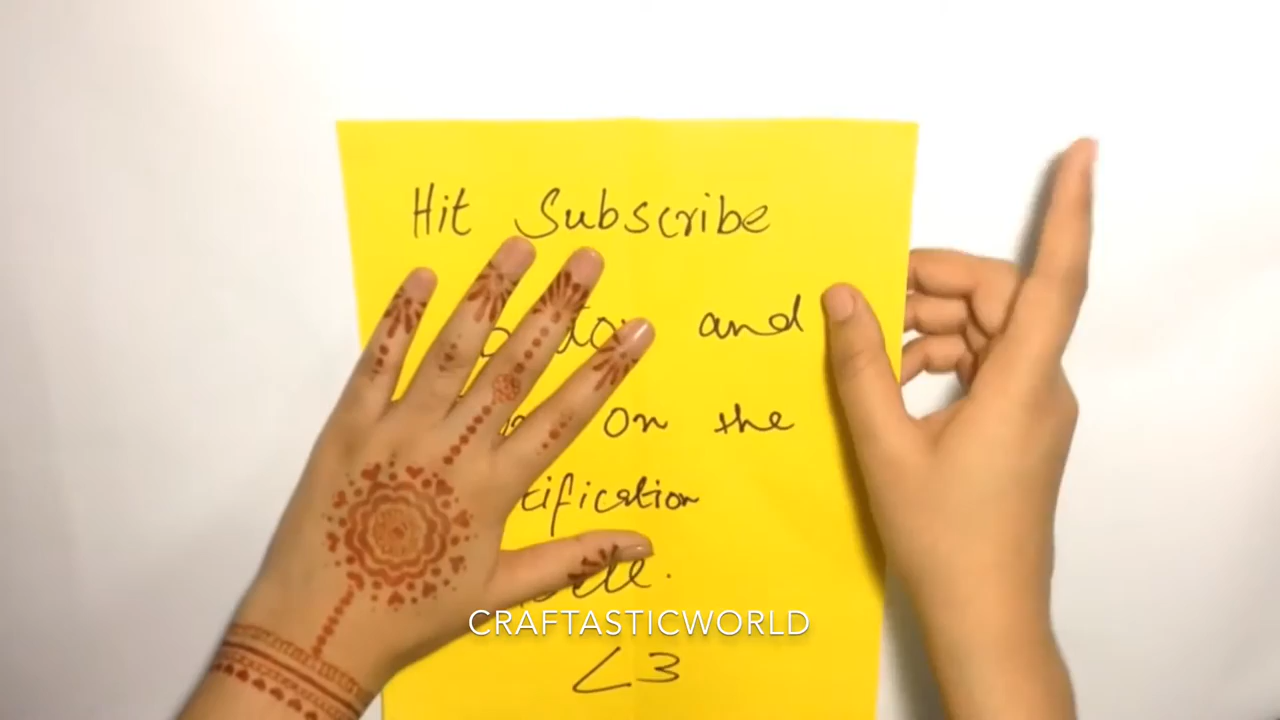 Hit Subscribe
and
on the
tification
CRAFTASTICWORLD
<3